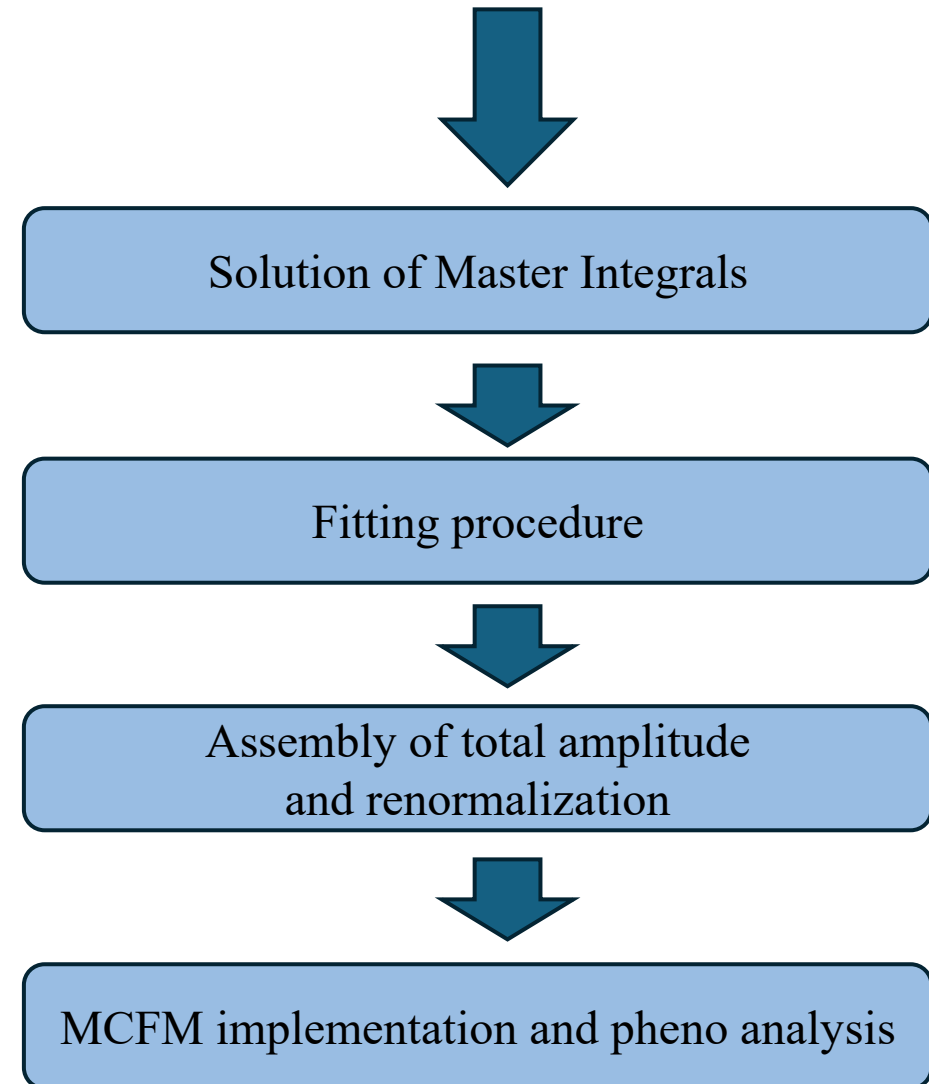 Solution of Master Integrals
Fitting procedure
Assembly of total amplitude
and renormalization
MCFM implementation and pheno analysis